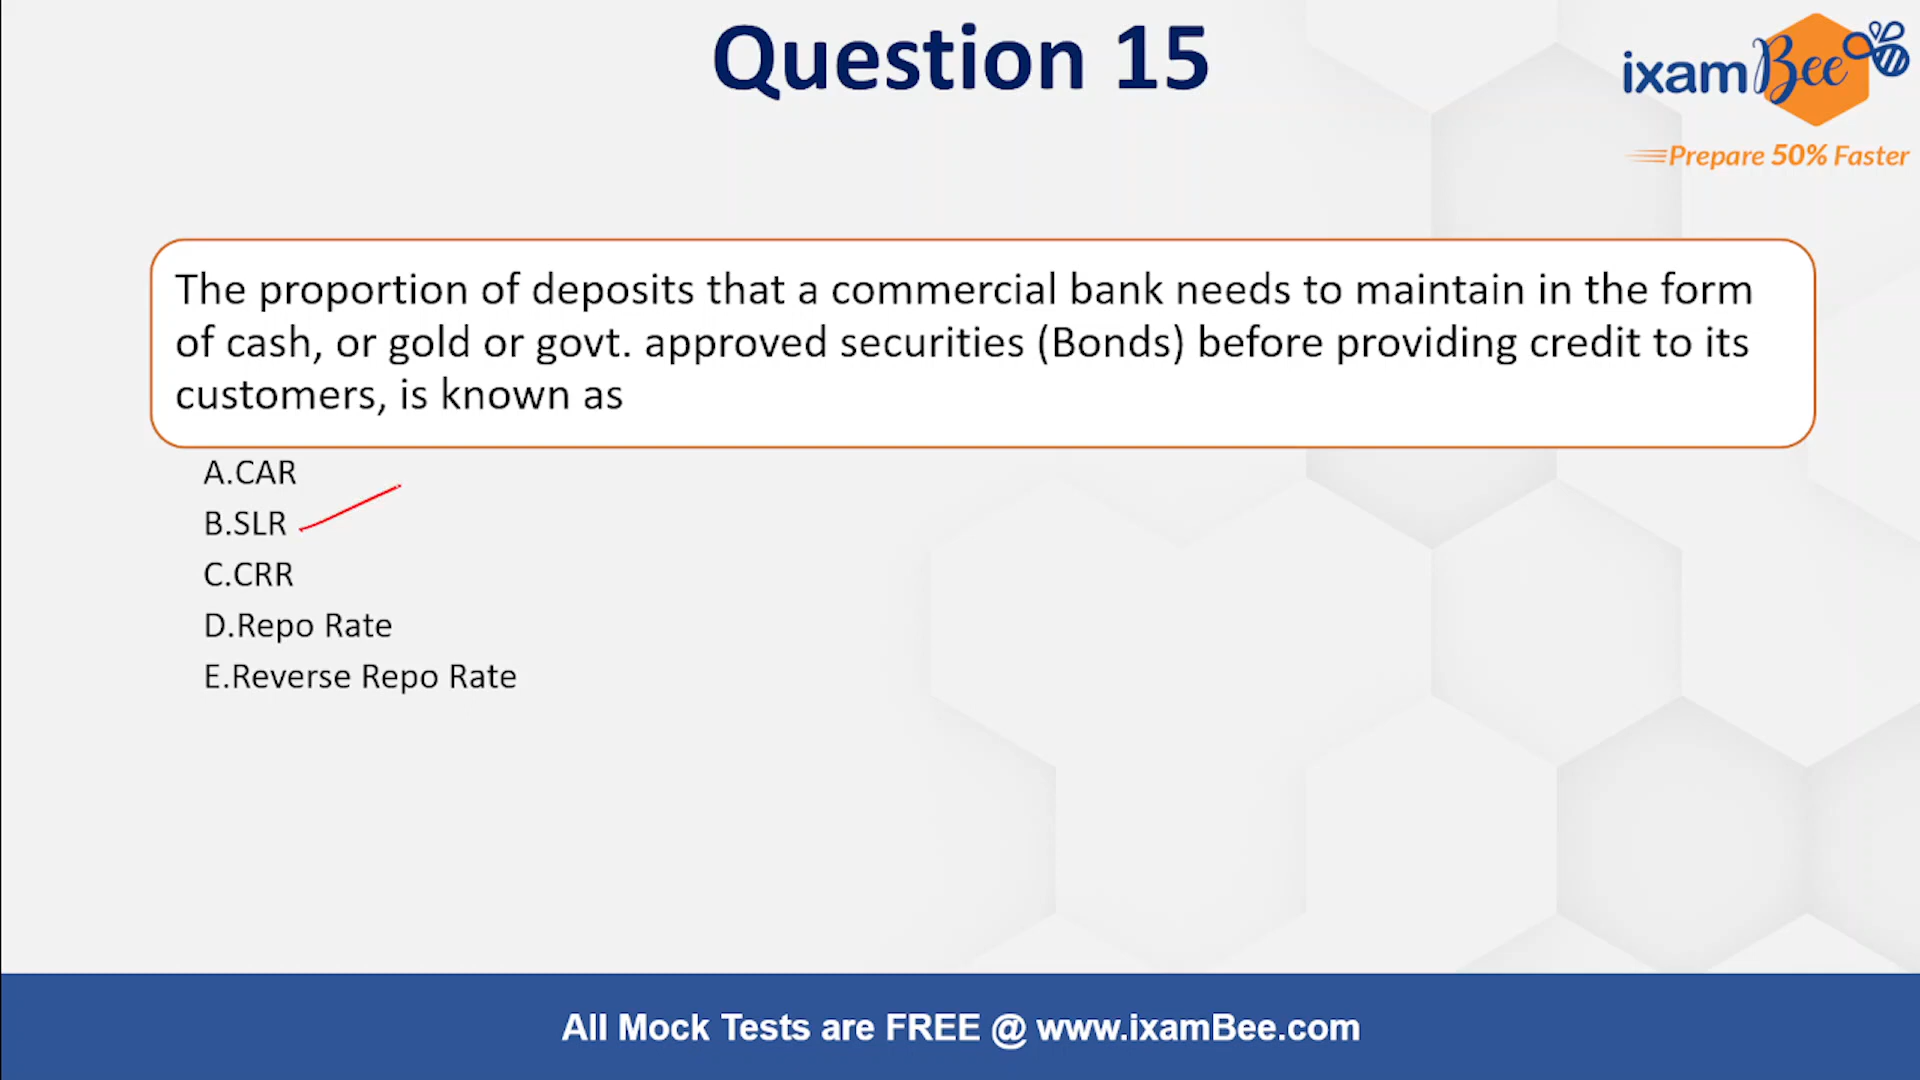 Question 15
ixamBee
Prepare 50% Faster
The proportion of deposits that a commercial bank needs to maintain in the form
of cash, or gold or govt. approved securities (Bonds) before providing credit to its
customers, is known as
A.CAR
B.SLR
C.CRR
D.Repo Rate
E.Reverse Repo Rate
All Mock Tests are FREE @ www.ixamBee.com